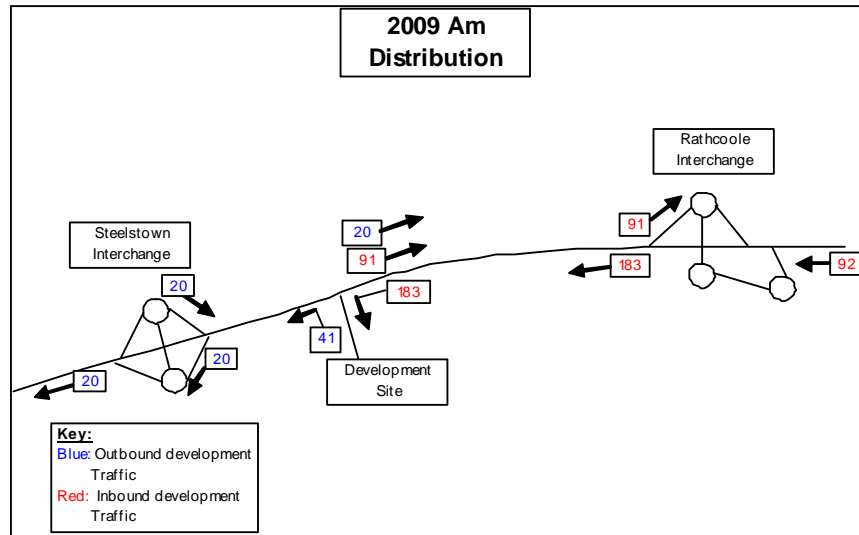 2009 Am
Distribution
Rathcoole
Interchange
Steelstown
Interchange
20
91
91
20
183
92
183
41
20
20
Development
Site
Key:
Blue: Outbound development
Traffic
Red: Inbound development
Traffic